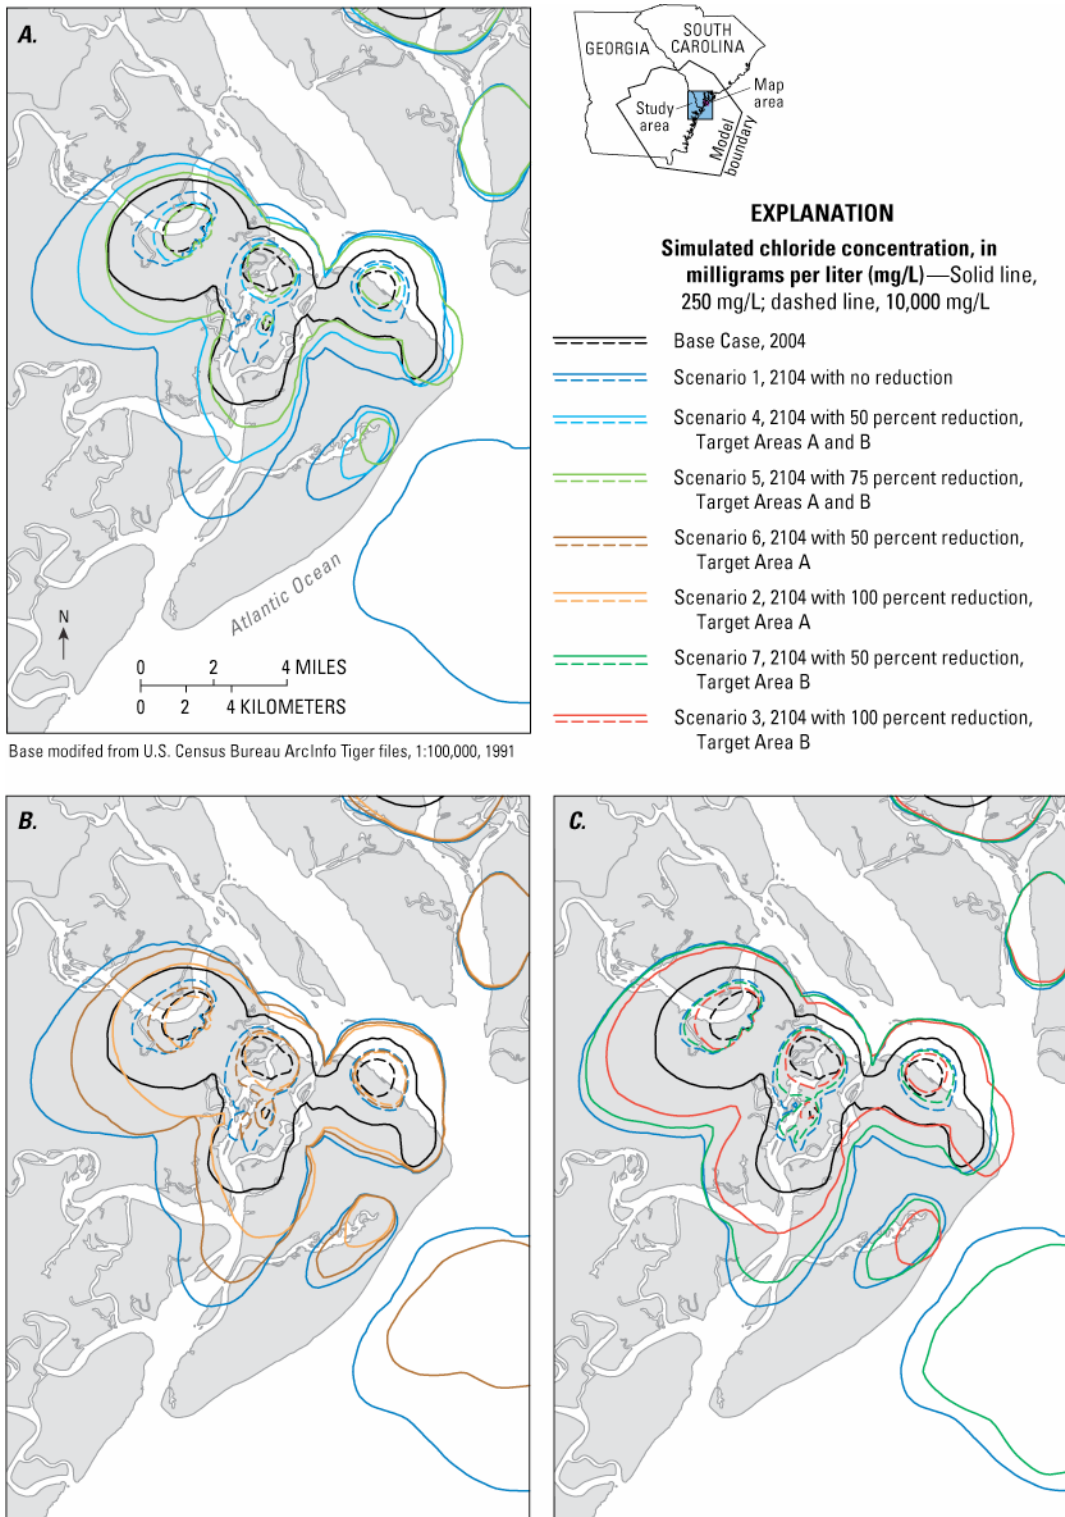 A.
GEORGIA
SOUTH
CAROLINA
Study
area
Map
area
Model
boundary
EXPLANATION
Simulated chloride concentration, in
milligrams per liter (mg/L)—Solid line,
250 mg/L; dashed line, 10,000 mg/L
Base Case, 2004
Scenario 1, 2104 with no reduction
Scenario 4, 2104 with 50 percent reduction,
Target Areas A and B
Scenario 5, 2104 with 75 percent reduction,
Target Areas A and B
Scenario 6, 2104 with 50 percent reduction,
Target Area A
Scenario 2, 2104 with 100 percent reduction,
Target Area A
Scenario 7, 2104 with 50 percent reduction,
Target Area B
Scenario 3, 2104 with 100 percent reduction,
Target Area B
Atlantic Ocean
N
0 2 4 MILES
0 2 4 KILOMETERS
Base modifed from U.S. Census Bureau ArcInfo Tiger files, 1:100,000, 1991
B.
C.